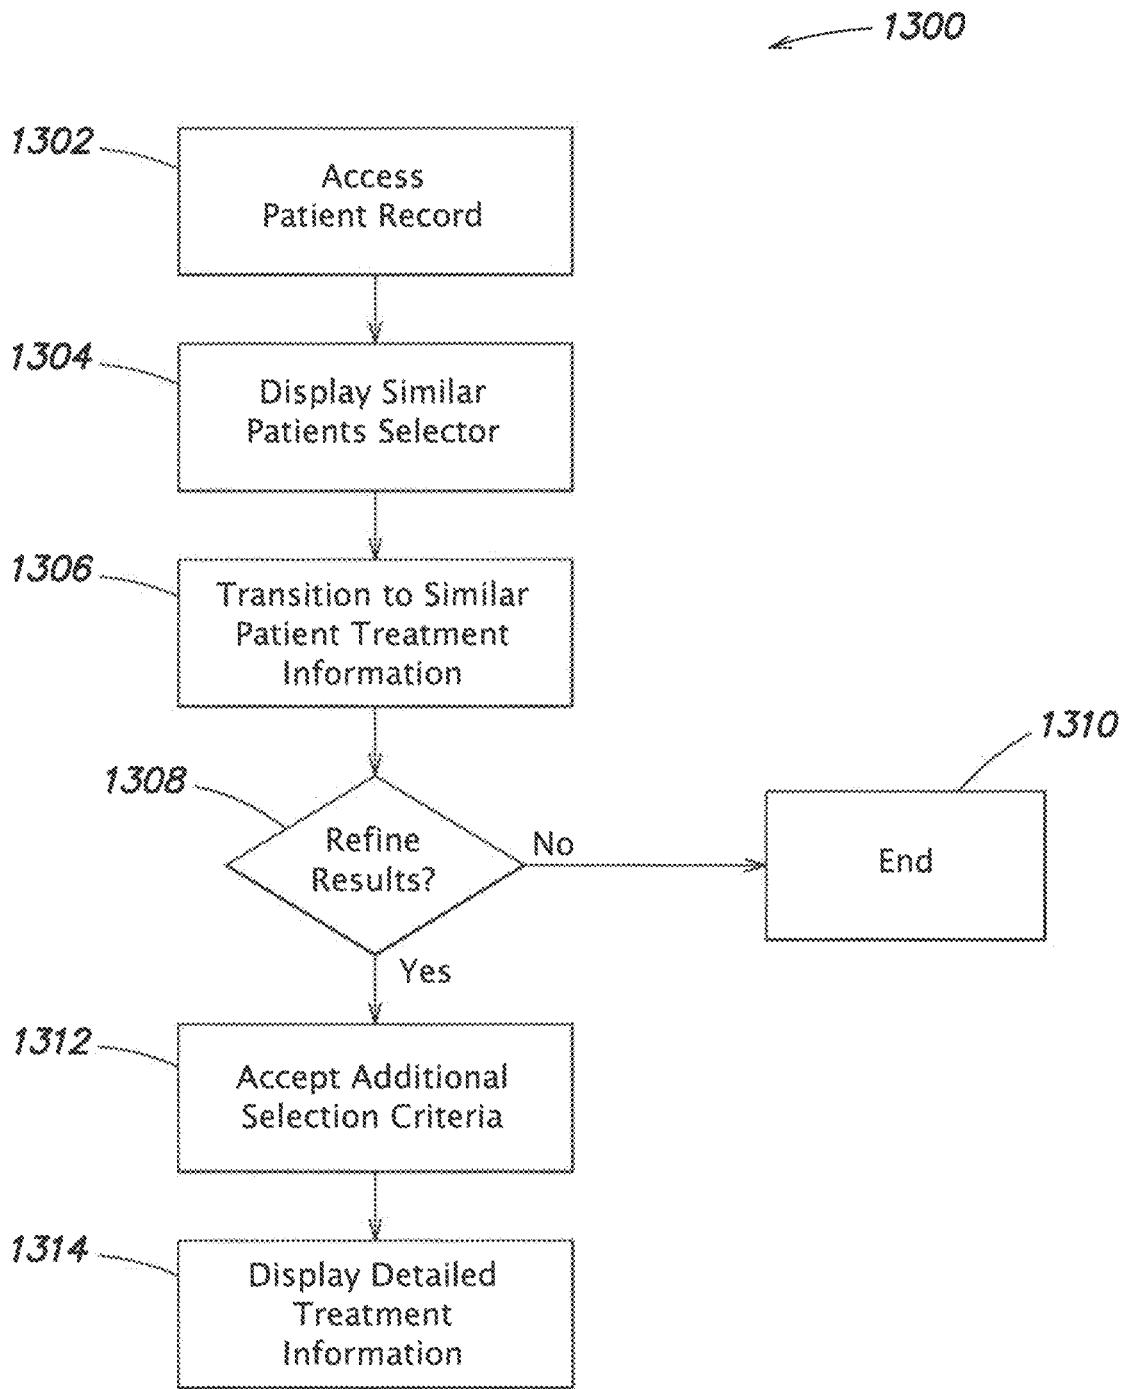 1300
1302
Access
Patient Record
1304
Display Similar
Patients Selector
1306
Transition to Similar
Patient Treatment
Information
1308
Refine
Results?
No
1310
End
Yes
1312
Accept Additional
Selection Criteria
1314
Display Detailed
Treatment
Information